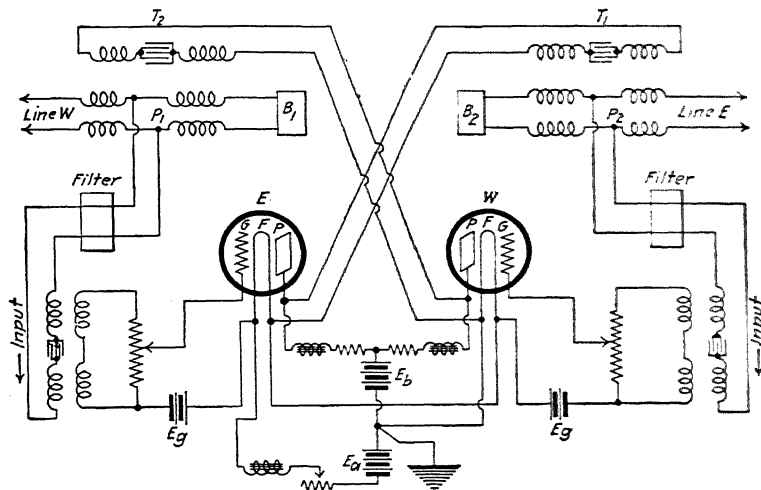 T2
T1
Line W
P1
B1
B2
P2
Line E
Filter
Filter
E
W
G F P
P F G
Input
Input
Eb
Eg
Eg
Ea